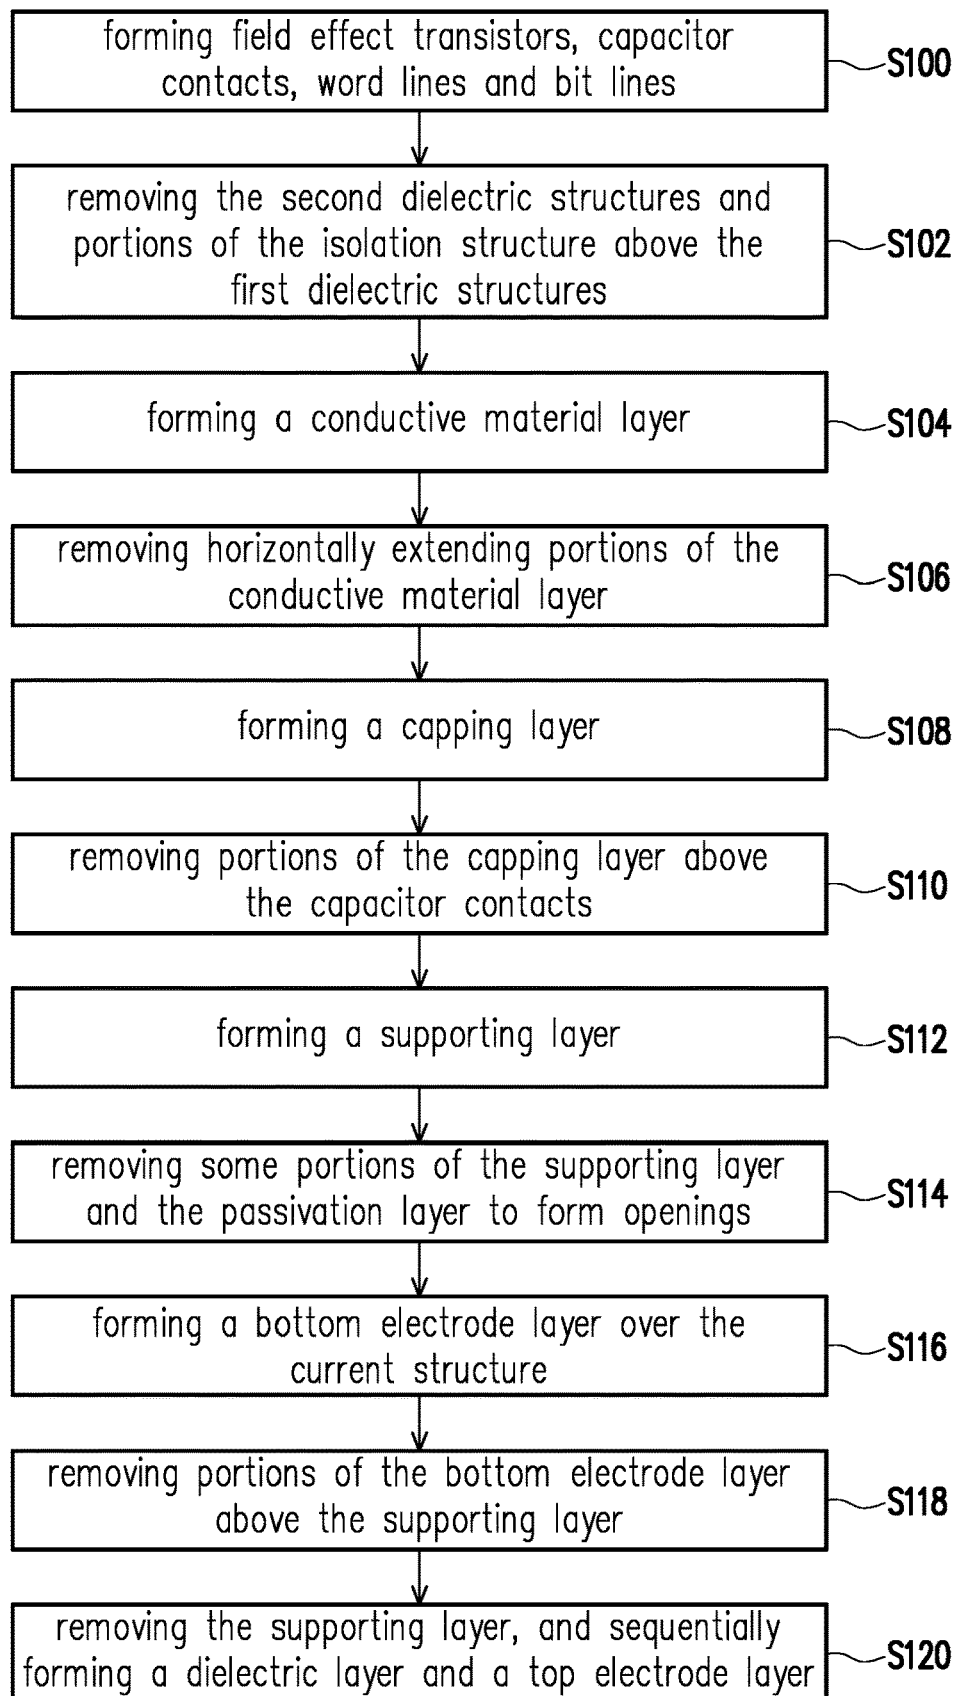 forming field effect transistors, capacitor
contacts, word lines and bit lines
S100
removing the second dielectric structures and
portions of the isolation structure above the
first dielectric structures
S102
forming a conductive material layer
S104
removing horizontally extending portions of the
conductive material layer
S106
forming a capping layer
S108
removing portions of the capping layer above
the capacitor contacts
S110
forming a supporting layer
S112
removing some portions of the supporting layer
and the passivation layer to form openings
S114
forming a bottom electrode layer over the
current structure
S116
removing portions of the bottom electrode layer
above the supporting layer
S118
removing the supporting layer, and sequentially
forming a dielectric layer and a top electrode layer
S120